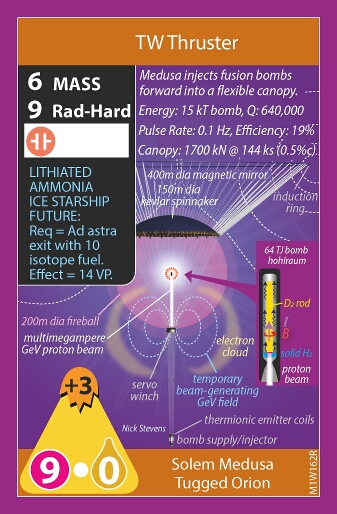 TW Thruster
6 MASS
9 Rad-Hard
Medusa injects fusion bombs
forward into a flexible canopy.
Energy: 15 kT bomb, Q: 640,000
Pulse Rate: 0.1 Hz, Efficiency: 19%
Canopy: 1700 kN @ 144 ks (0.5%c)
LITHIATED
AMMONIA
ICE STARSHIP
FUTURE:
Req = Ad astra
exit with 10
isotope fuel.
Effect = 14 VP.
400m dia magnetic mirror
150m dia
kevlar spinnaker
induction
ring
64 TJ bomb
hohlraum
D₂ rod
I
B
solid H₂
proton
beam
200m dia fireball
multimegampere
GeV proton beam
electron
cloud
servo
winch
temporary
beam-generating
GeV field
+3
Nick Stevens
thermionic emitter coils
bomb supply/injector
9 • 0
Solem Medusa
Tugged Orion
M1W162R